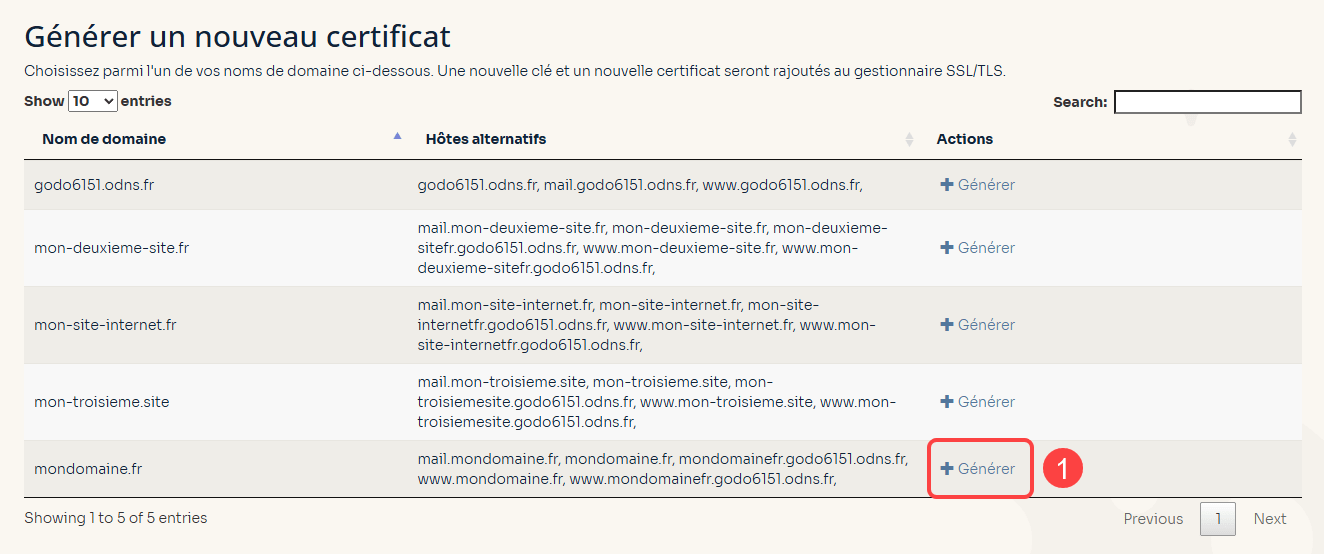 Générer un nouveau certificat
Choisissez parmi l'un de vos noms de domaine ci-dessous. Une nouvelle clé et un nouvelle certificat seront rajoutés au gestionnaire SSL/TLS.
Show 10 entries Search:
Nom de domaine Hôtes alternatifs Actions
godo6151.odns.fr godo6151.odns.fr, mail.godo6151.odns.fr, www.godo6151.odns.fr, Générer
mail.mon-deuxieme-site.fr, mon-deuxieme-site.fr, mon-deuxieme-
mon-deuxieme-site.fr sitefr.godo6151.odns.fr, www.mon-deuxieme-site.fr, www.mon- Générer
deuxieme-sitefr.godo6151.odns.fr,
mail.mon-site-internet.fr, mon-site-internet.fr, mon-site-
mon-site-internet.fr internetfr.godo6151.odns.fr, www.mon-site-internet.fr, www.mon- Générer
site-internetfr.godo6151.odns.fr,
mail.mon-troisieme.site, mon-troisieme.site, mon-
mon-troisieme.site troisiemesite.godo6151.odns.fr, www.mon-troisieme.site, www.mon- Générer
troisiemesite.godo6151.odns.fr,
mail.mondomaine.fr, mondomaine.fr, mondomainefr.godo6151.odns.fr,
mondomaine.fr Générer 1
www.mondomaine.fr, www.mondomainefr.godo6151.odns.fr,
Showing 1 to 5 of 5 entries Previous 1 Next